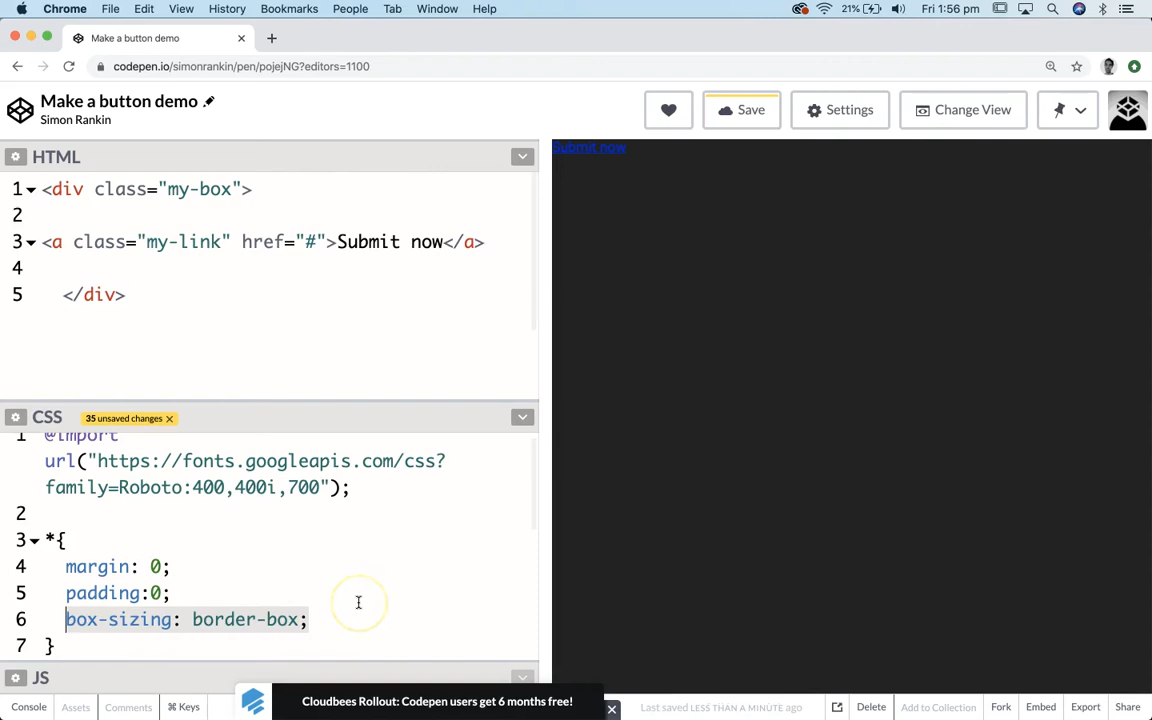 Chrome File Edit View History Bookmarks People Tab Window Help 21% Fri 1:56 pm
Make a button demo
codepen.io/simonrankin/pen/pojejNG?editors=1100
Make a button demo
Simon Rankin
Save Settings Change View
HTML
1 <div class="my-box">
2
3 <a class="my-link" href="#">Submit now</a>
4
5 </div>
Submit now
CSS 35 unsaved changes
1 @import
url("https://fonts.googleapis.com/css?
family=Roboto:400,400i,700");
2
3 *{
4 margin: 0;
5 padding:0;
6 box-sizing: border-box;
7 }
JS
Cloudbees Rollout: Codepen users get 6 months free!
Console Assets Comments ⌘ Keys Last saved LESS THAN A MINUTE ago Delete Add to Collection Fork Embed Export Share